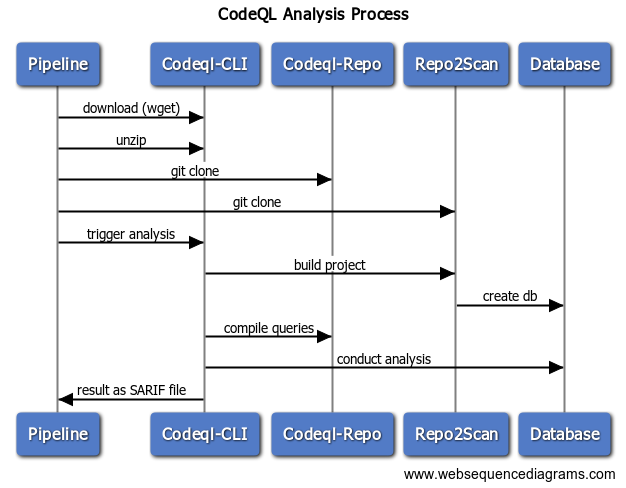 CodeQL Analysis Process
Pipeline Codeql-CLI Codeql-Repo Repo2Scan Database
download (wget)
unzip
git clone
git clone
trigger analysis
build project
create db
compile queries
conduct analysis
result as SARIF file
Pipeline Codeql-CLI Codeql-Repo Repo2Scan Database
www.websequencediagrams.com